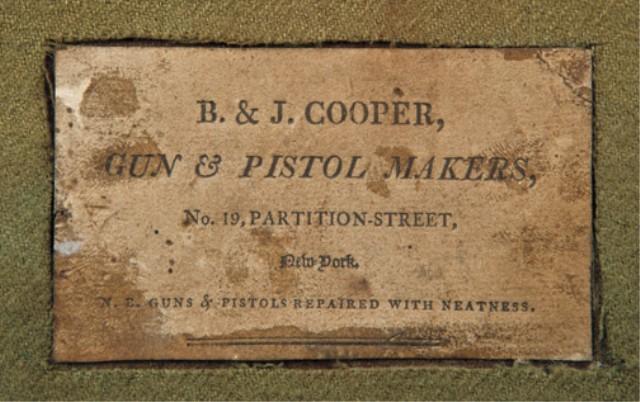 B. & J. COOPER,
GUN & PISTOL MAKERS,
No. 19, PARTITION-STREET,
New-York.
N. E. GUNS & PISTOLS REPAIRED WITH NEATNESS.